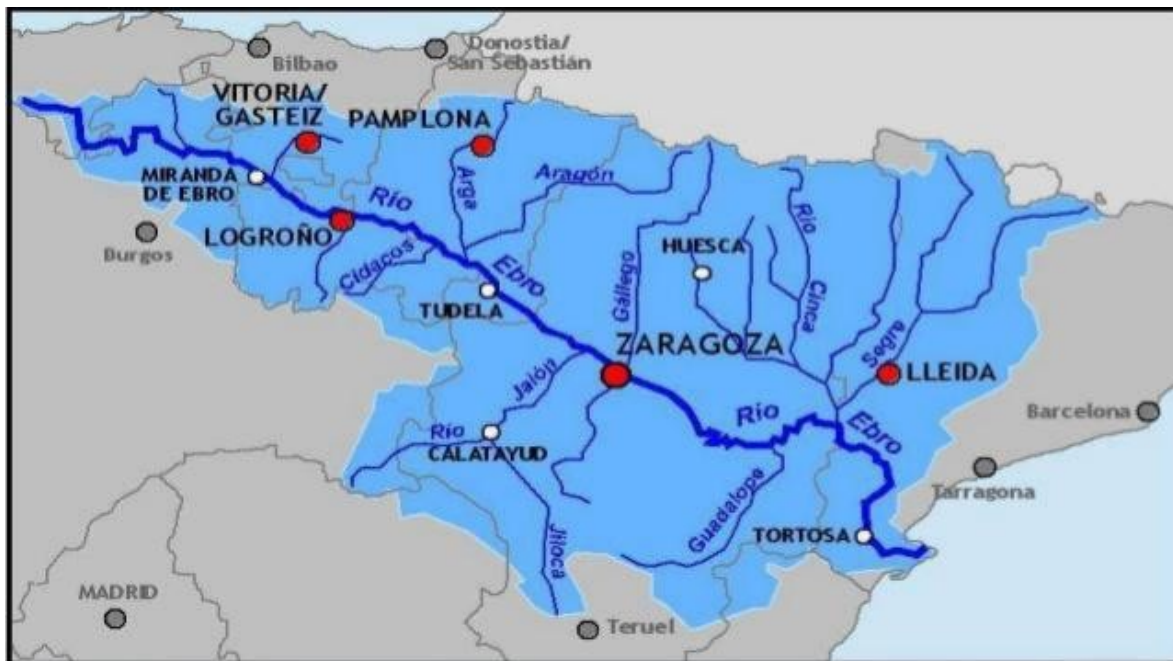 Bilbao
Donostia/
San Sebastián
VITORIA/
GASTEIZ
PAMPLONA
MIRANDA
DE EBRO
Río
Arga
Aragón
Burgos
LOGROÑO
Cidacos
Ebro
TUDELA
Gállego
HUESCA
Río
Cinca
ZARAGOZA
Segre
LLEIDA
Jalón
Río
CALATAYUD
Río
Ebro
Barcelona
Tarragona
Guadalope
TORTOSA
Jiloca
MADRID
Teruel